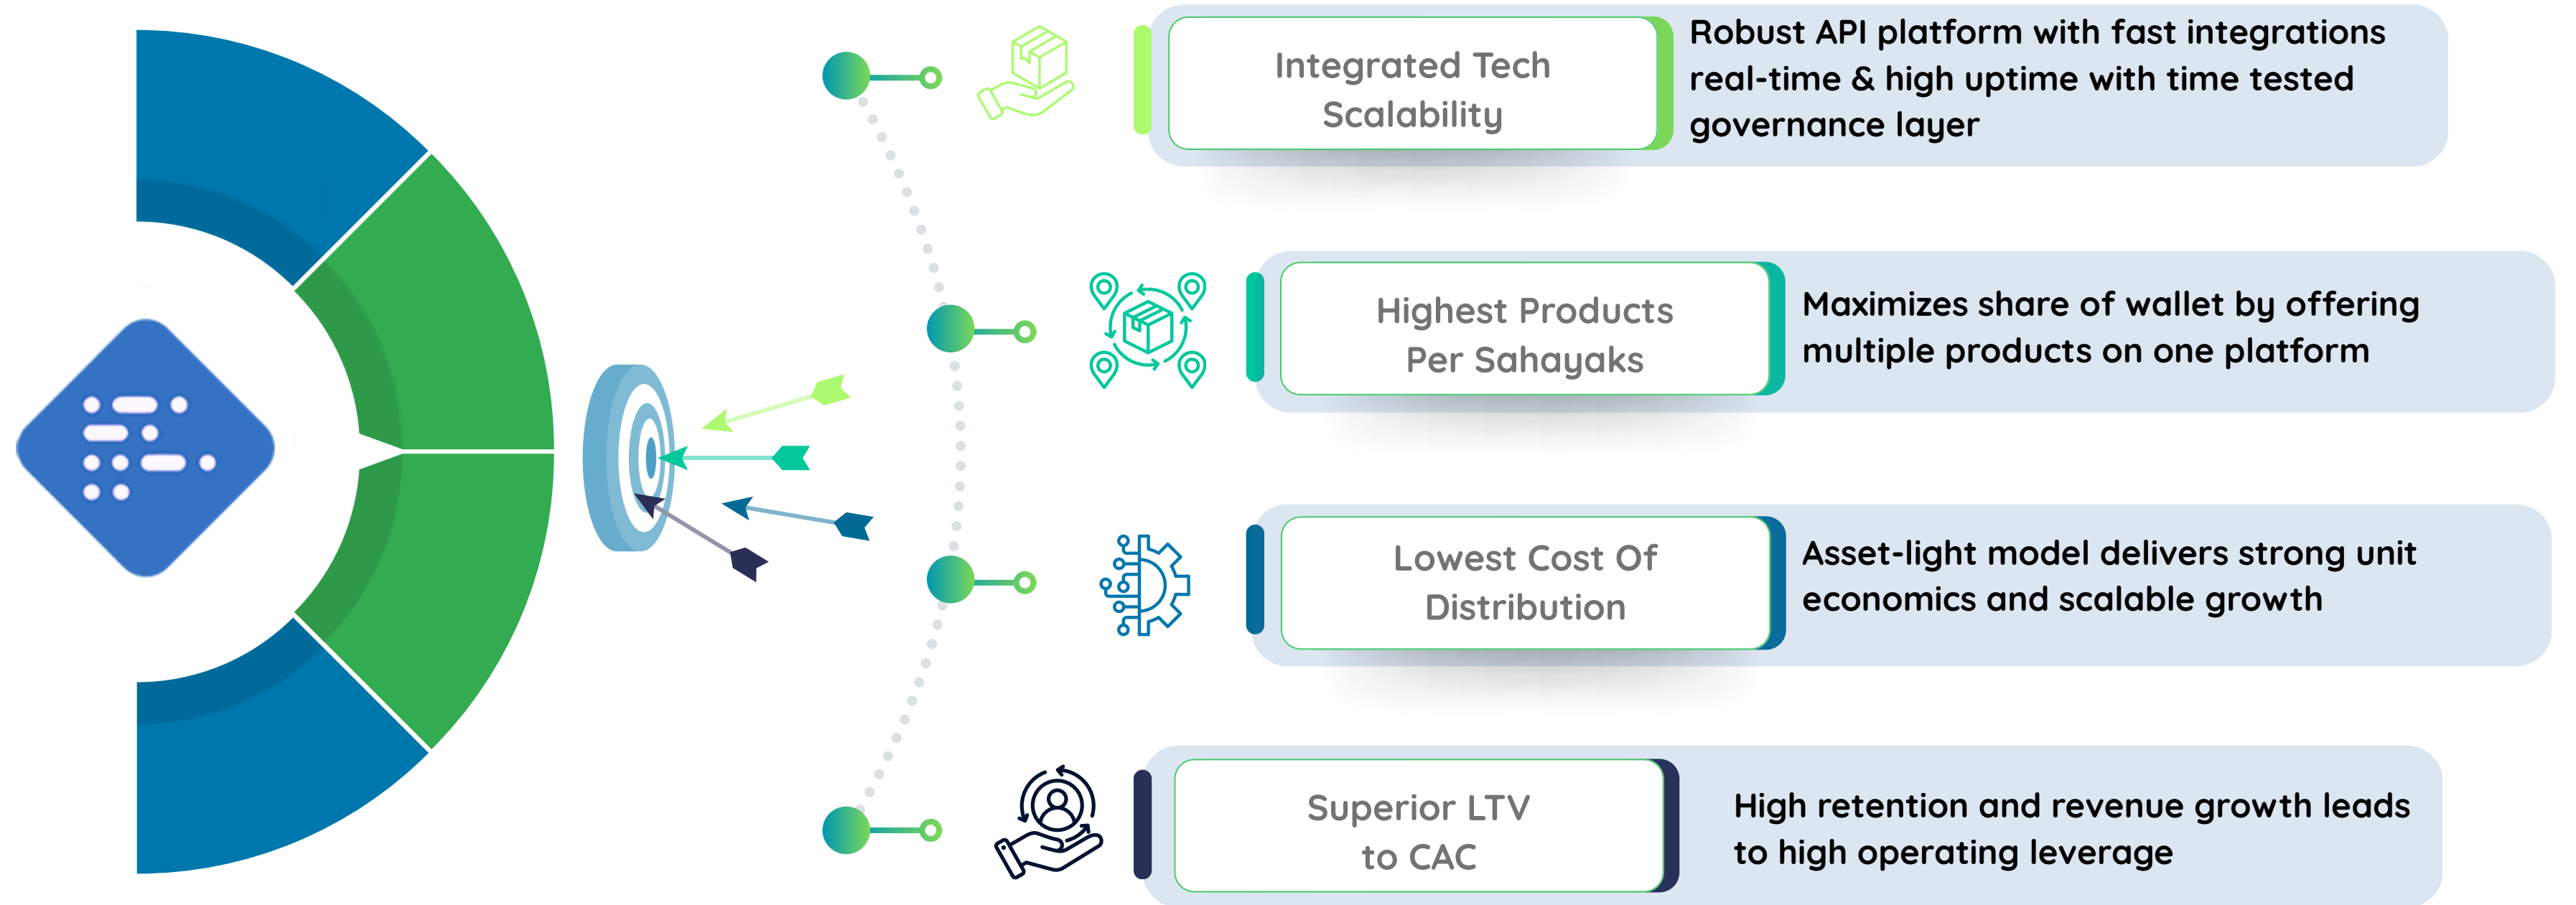 Integrated Tech
Scalability
Robust API platform with fast integrations
real-time & high uptime with time tested
governance layer
Highest Products
Per Sahayaks
Maximizes share of wallet by offering
multiple products on one platform
Lowest Cost Of
Distribution
Asset-light model delivers strong unit
economics and scalable growth
Superior LTV
to CAC
High retention and revenue growth leads
to high operating leverage